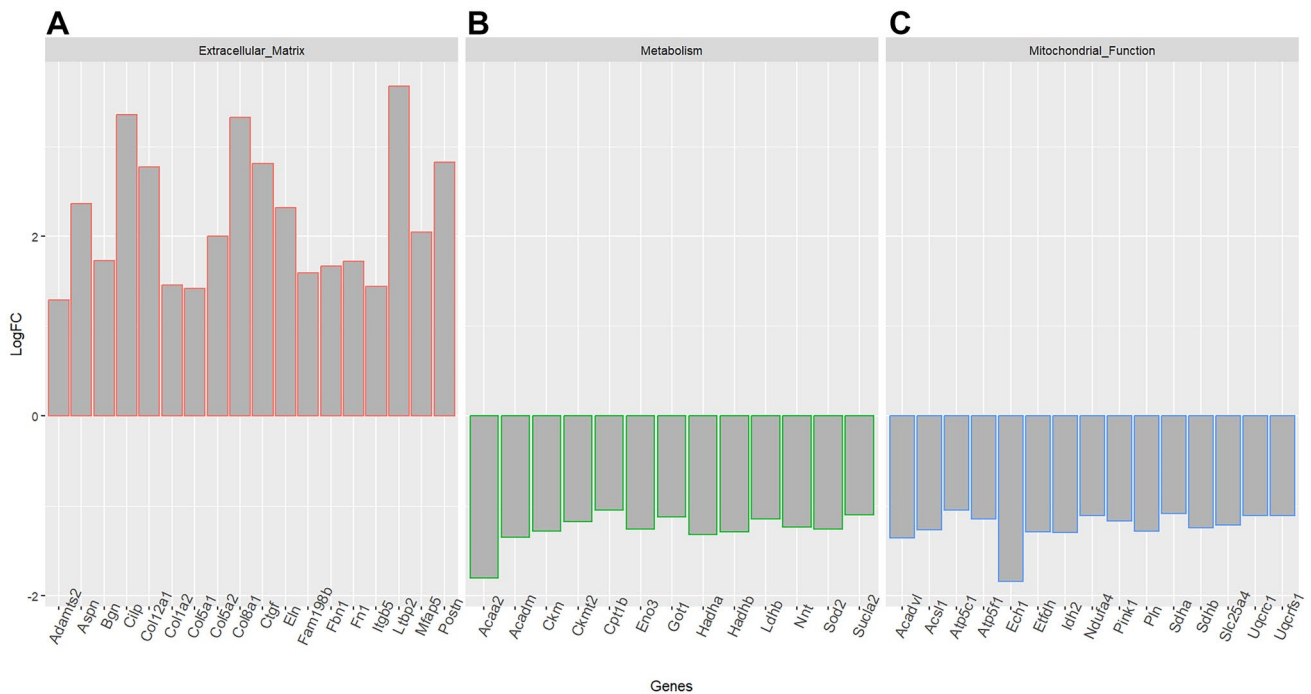 A B C
Extracellular_Matrix Metabolism Mitochondrial_Function
LogFC
2
0
-2
Adamts2 Aspn Bgn Cilp Col12a1 Col1a2 Col5a1 Col5a2 Col8a1 Ctgf Eln Fam198b Fbn1 Fn1 Itgb5 Ltbp2 Mfap5 Postn
Acaa2 Acadm Ckm Ckmt2 Cpt1b Eno3 Got1 Hadha Hadhb Ldhb Nnt Sod2 Sucla2
Acadvl Acsl1 Atp5c1 Atp5f1 Ech1 Etfdh Idh2 Ndufa4 Pink1 Pln Sdha Sdhb Slc25a4 Uqcrc1 Uqcrfs1
Genes